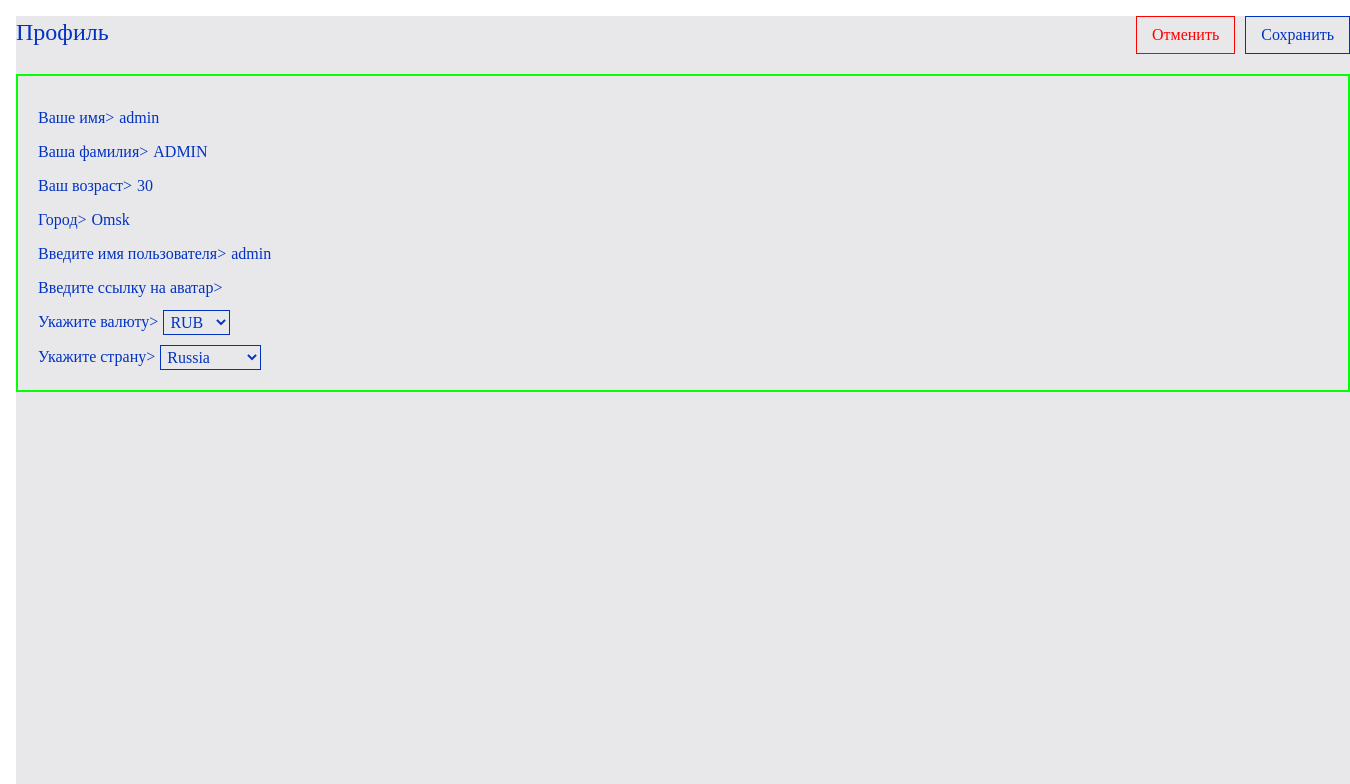 Профиль
Отменить
Сохранить
Ваше имя> admin
Ваша фамилия> ADMIN
Ваш возраст> 30
Город> Omsk
Введите имя пользователя> admin
Введите ссылку на аватар>
Укажите валюту> RUB
Укажите страну> Russia